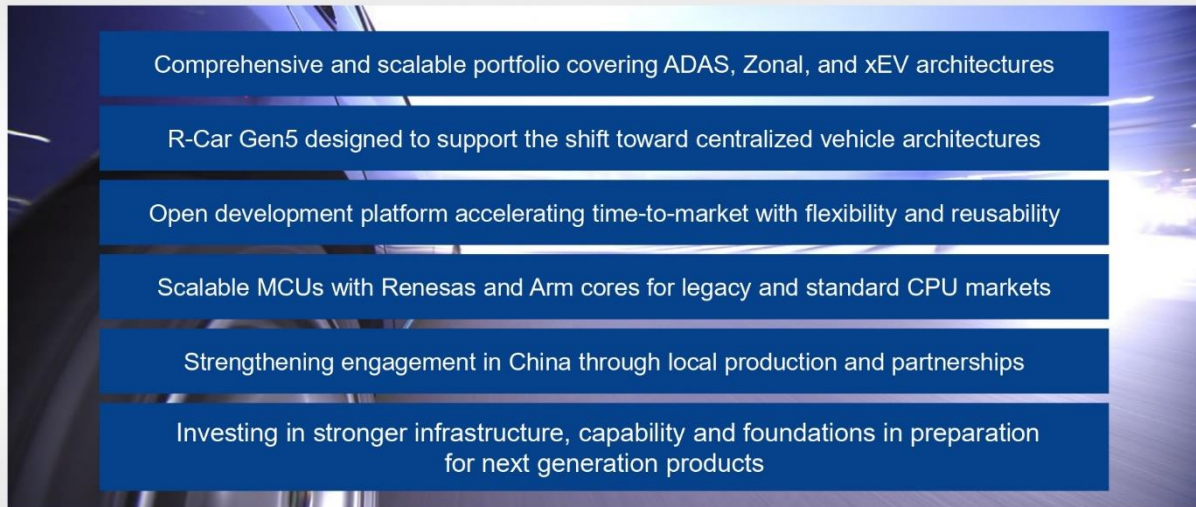 Comprehensive and scalable portfolio covering ADAS, Zonal, and xEV architectures
R-Car Gen5 designed to support the shift toward centralized vehicle architectures
Open development platform accelerating time-to-market with flexibility and reusability
Scalable MCUs with Renesas and Arm cores for legacy and standard CPU markets
Strengthening engagement in China through local production and partnerships
Investing in stronger infrastructure, capability and foundations in preparation
for next generation products